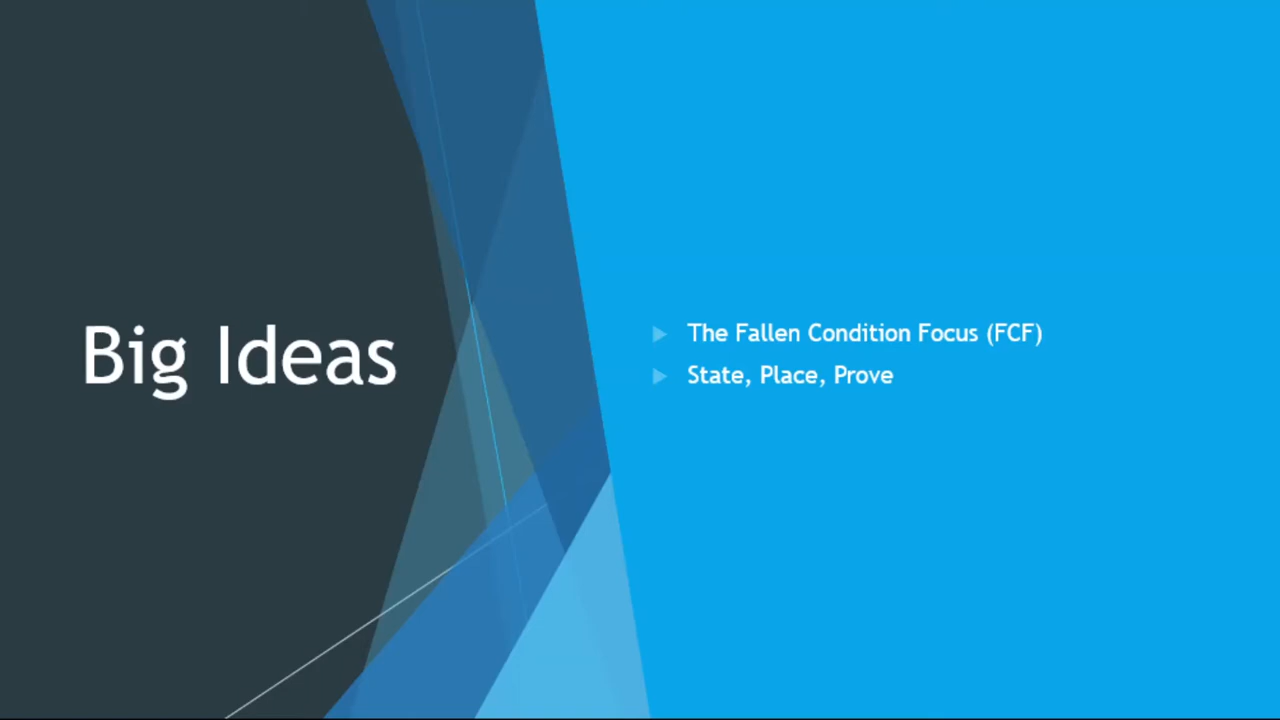 Big Ideas
The Fallen Condition Focus (FCF)
State, Place, Prove